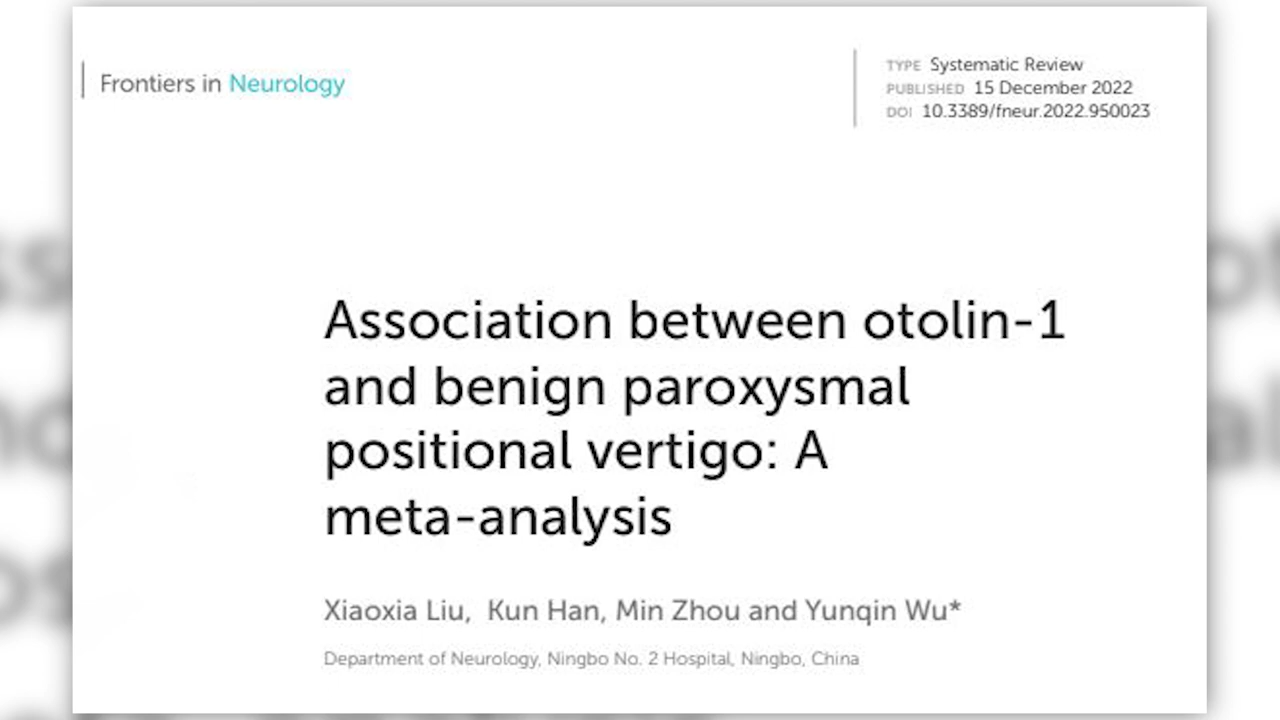 Frontiers in Neurology
TYPE Systematic Review
PUBLISHED 15 December 2022
DOI 10.3389/fneur.2022.950023
Association between otolin-1
and benign paroxysmal
positional vertigo: A
meta-analysis
Xiaoxia Liu, Kun Han, Min Zhou and Yunqin Wu*
Department of Neurology, Ningbo No. 2 Hospital, Ningbo, China